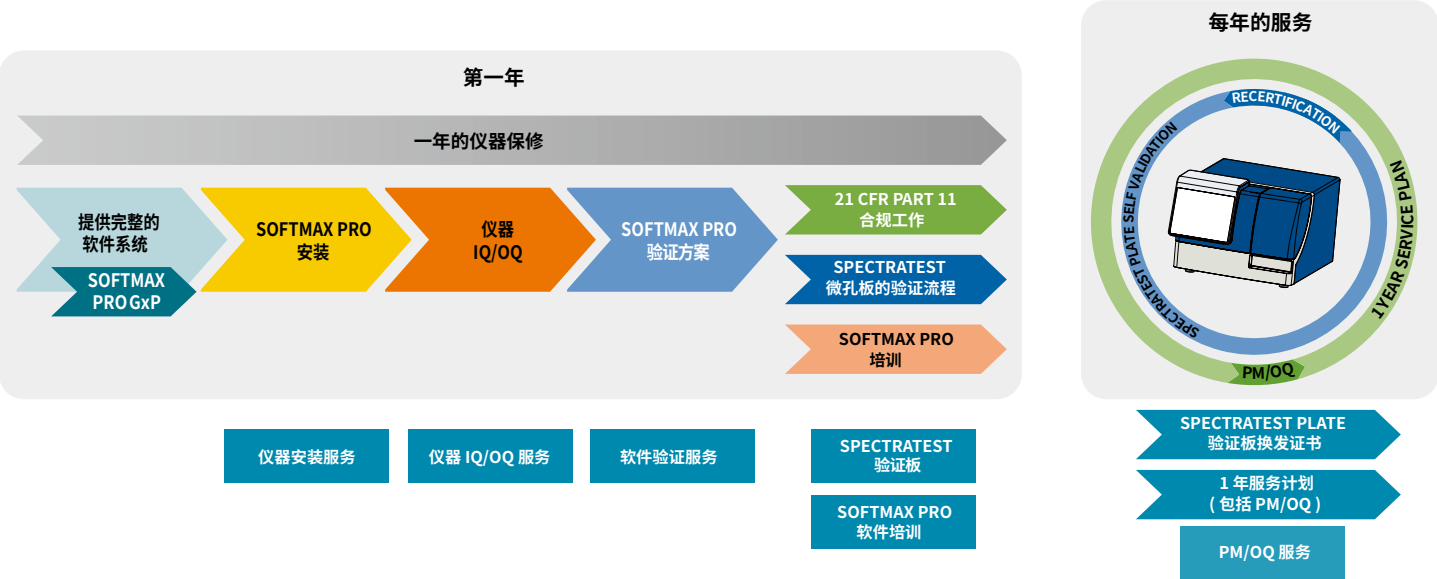 第一年
一年的仪器保修
提供完整的
软件系统
SOFTMAX
PRO GxP
SOFTMAX PRO
安装
仪器
IQ/OQ
SOFTMAX PRO
验证方案
21 CFR PART 11
合规工作
SPECTRATEST
微孔板的验证流程
SOFTMAX PRO
培训
仪器安装服务
仪器 IQ/OQ 服务
软件验证服务
SPECTRATEST
验证板
SOFTMAX PRO
软件培训
每年的服务
RECERTIFICATION
SPECTRATEST PLATE SELF VALIDATION
1 YEAR SERVICE PLAN
PM/OQ
SPECTRATEST PLATE
验证板换发证书
1 年服务计划
( 包括 PM/OQ )
PM/OQ 服务